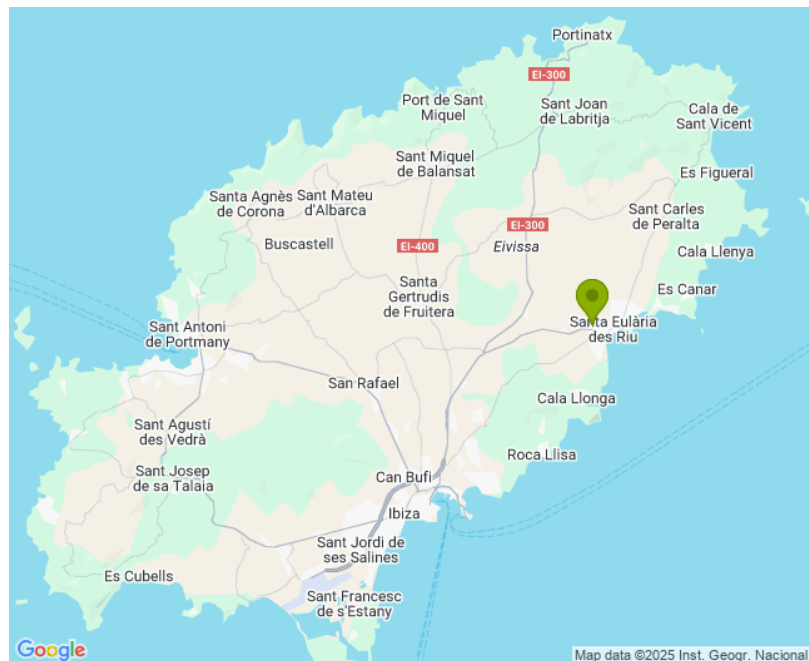 Portinatx
EI-300
Port de Sant
Miquel
Sant Joan
de Labritja
Cala de
Sant Vicent
Sant Miquel
de Balansat
Es Figueral
Santa Agnès
de Corona
Sant Mateu
d'Albarca
Sant Carles
de Peralta
EI-300
Buscastell
EI-400
Eivissa
Cala Llenya
Santa
Gertrudis
de Fruitera
Es Canar
Sant Antoni
de Portmany
Santa Eulària
des Riu
San Rafael
Cala Llonga
Sant Agustí
des Vedrà
Roca Llisa
Sant Josep
de sa Talaia
Can Bufi
Ibiza
Sant Jordi de
ses Salines
Es Cubells
Sant Francesc
de s'Estany
Google
Map data ©2025 Inst. Geogr. Nacional